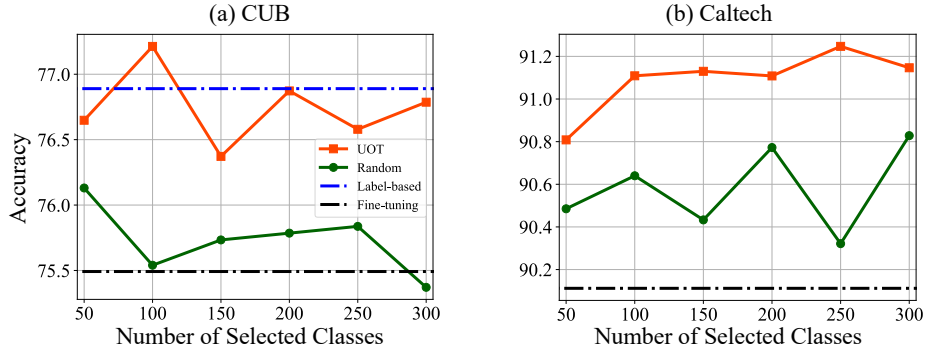 (a) CUB
77.0
76.5
76.0
75.5
50 100 150 200 250 300
Accuracy
Number of Selected Classes
UOT
Random
Label-based
Fine-tuning
(b) Caltech
91.2
91.0
90.8
90.6
90.4
90.2
50 100 150 200 250 300
Number of Selected Classes